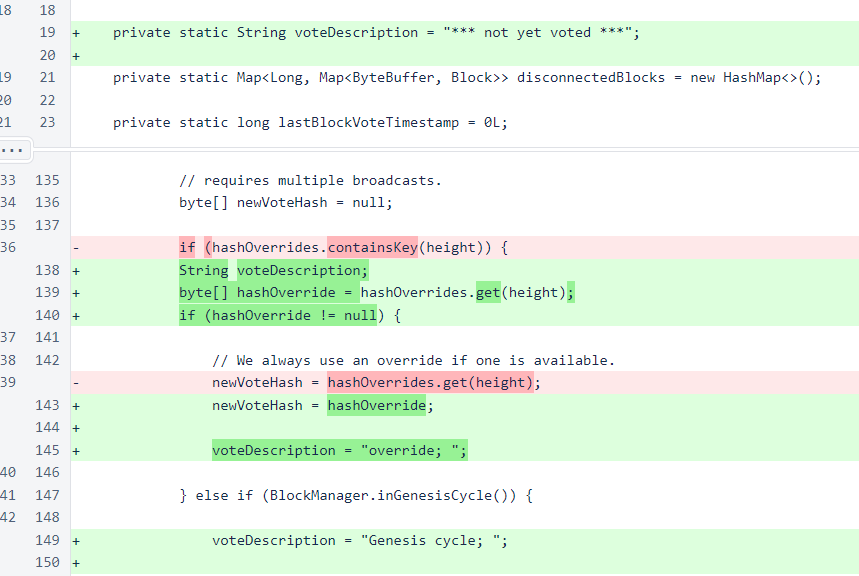 18 18
19 + private static String voteDescription = "*** not yet voted ***";
20 +
19 21 private static Map<Long, Map<ByteBuffer, Block>> disconnectedBlocks = new HashMap<>();
20 22
21 23 private static long lastBlockVoteTimestamp = 0L;
...
33 135 // requires multiple broadcasts.
34 136 byte[] newVoteHash = null;
35 137
36 - if (hashOverrides.containsKey(height)) {
138 + String voteDescription;
139 + byte[] hashOverride = hashOverrides.get(height);
140 + if (hashOverride != null) {
37 141
38 142 // We always use an override if one is available.
39 - newVoteHash = hashOverrides.get(height);
143 + newVoteHash = hashOverride;
144 +
145 + voteDescription = "override; ";
40 146
41 147 } else if (BlockManager.inGenesisCycle()) {
42 148
149 + voteDescription = "Genesis cycle; ";
150 +